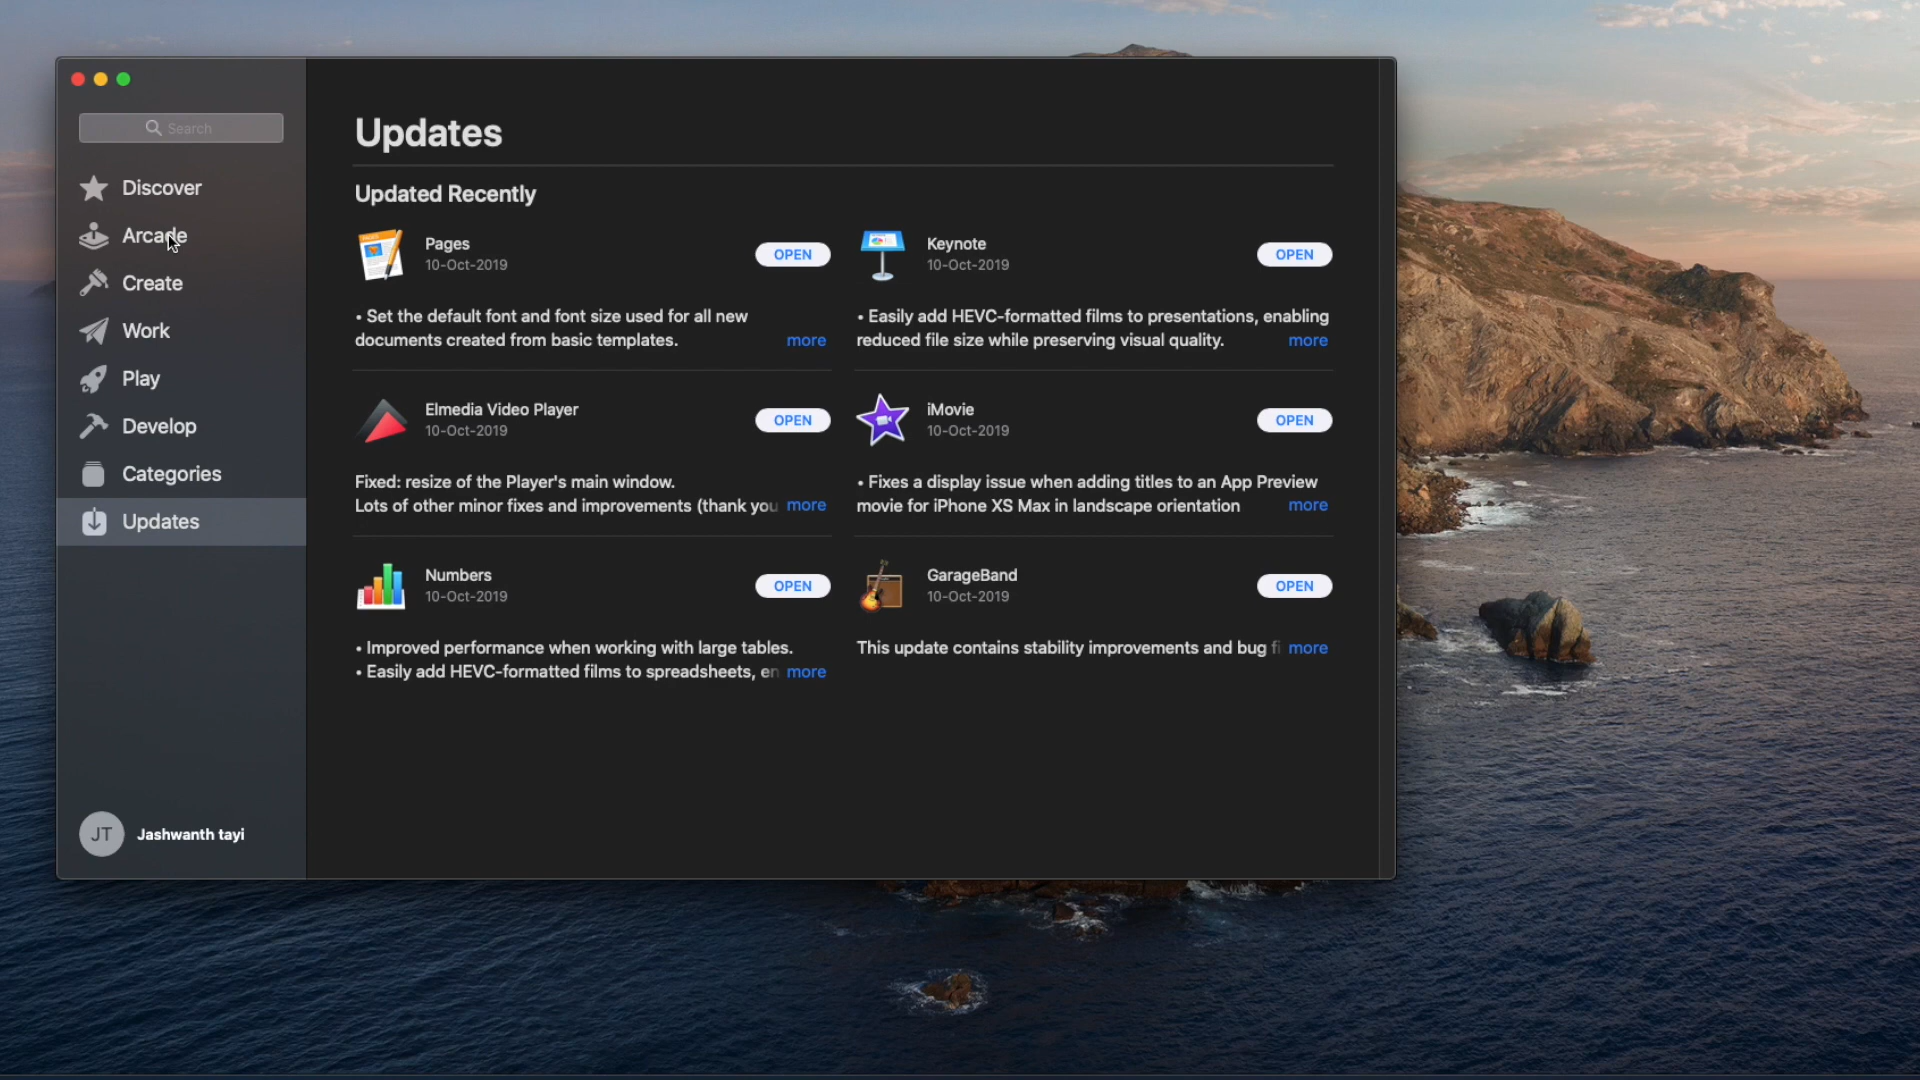 Search
Discover
Arcade
Create
Work
Play
Develop
Categories
Updates
JT
Jashwanth tayi
Updates
Updated Recently
Pages
10-Oct-2019
OPEN
• Set the default font and font size used for all new
documents created from basic templates.
more
Keynote
10-Oct-2019
OPEN
• Easily add HEVC-formatted films to presentations, enabling
reduced file size while preserving visual quality.
more
Elmedia Video Player
10-Oct-2019
OPEN
Fixed: resize of the Player's main window.
Lots of other minor fixes and improvements (thank you
more
iMovie
10-Oct-2019
OPEN
• Fixes a display issue when adding titles to an App Preview
movie for iPhone XS Max in landscape orientation
more
Numbers
10-Oct-2019
OPEN
• Improved performance when working with large tables.
• Easily add HEVC-formatted films to spreadsheets, en
more
GarageBand
10-Oct-2019
OPEN
This update contains stability improvements and bug fi
more